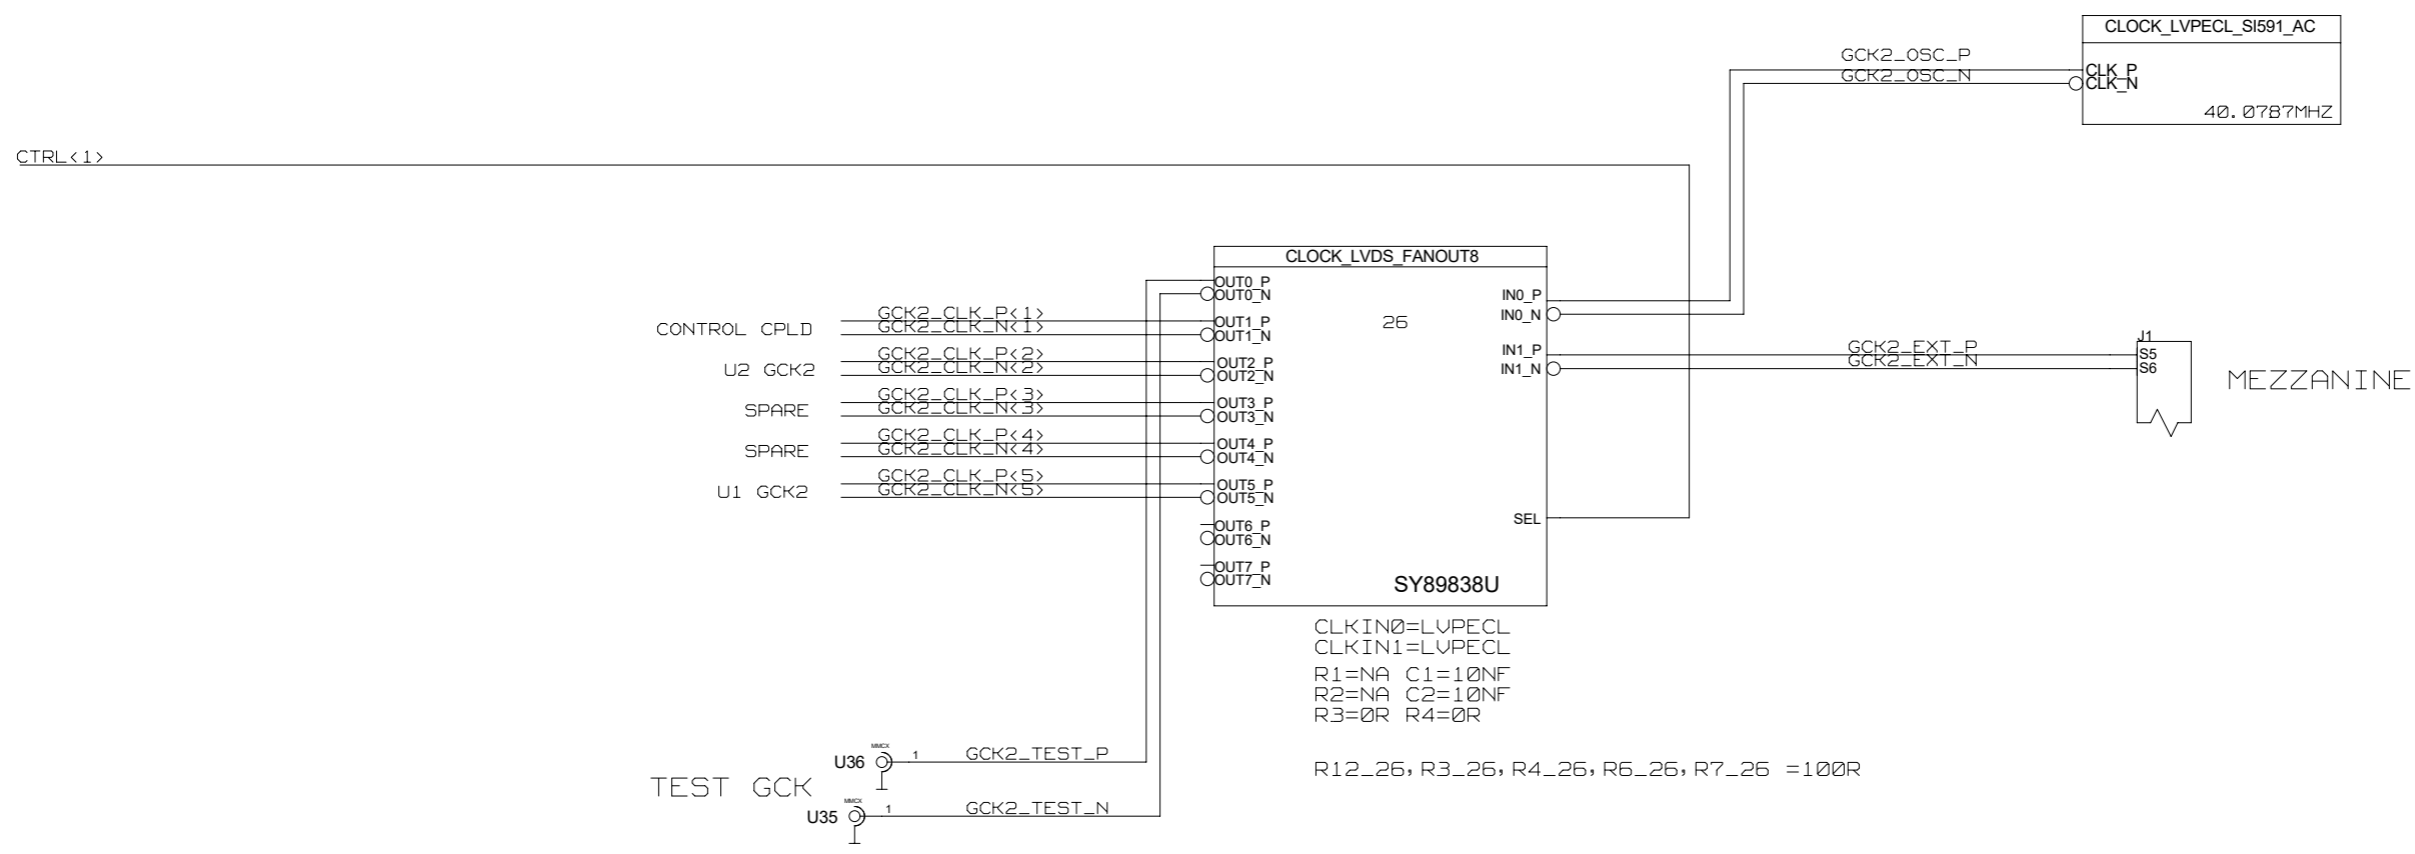 CLOCK_LVPECL_SI591_AC
GCK2_OSC_P
GCK2_OSC_N
CLK_P
CLK_N
40.0787MHZ
CTRL<1>
CLOCK_LVDS_FANOUT8
OUT0_P
OUT0_N
IN0_P
IN0_N
26
CONTROL CPLD
GCK2_CLK_P<1>
GCK2_CLK_N<1>
OUT1_P
OUT1_N
U2 GCK2
GCK2_CLK_P<2>
GCK2_CLK_N<2>
OUT2_P
OUT2_N
IN1_P
IN1_N
GCK2_EXT_P
GCK2_EXT_N
J1
S5
S6
MEZZANINE
SPARE
GCK2_CLK_P<3>
GCK2_CLK_N<3>
OUT3_P
OUT3_N
SPARE
GCK2_CLK_P<4>
GCK2_CLK_N<4>
OUT4_P
OUT4_N
U1 GCK2
GCK2_CLK_P<5>
GCK2_CLK_N<5>
OUT5_P
OUT5_N
SEL
OUT6_P
OUT6_N
OUT7_P
OUT7_N
SY89838U
CLKIN0=LVPECL
CLKIN1=LVPECL
R1=NA C1=10NF
R2=NA C2=10NF
R3=0R R4=0R
R12_26,R3_26,R4_26,R6_26,R7_26 =100R
TEST GCK
MMCX
U36
1
GCK2_TEST_P
MMCX
U35
1
GCK2_TEST_N